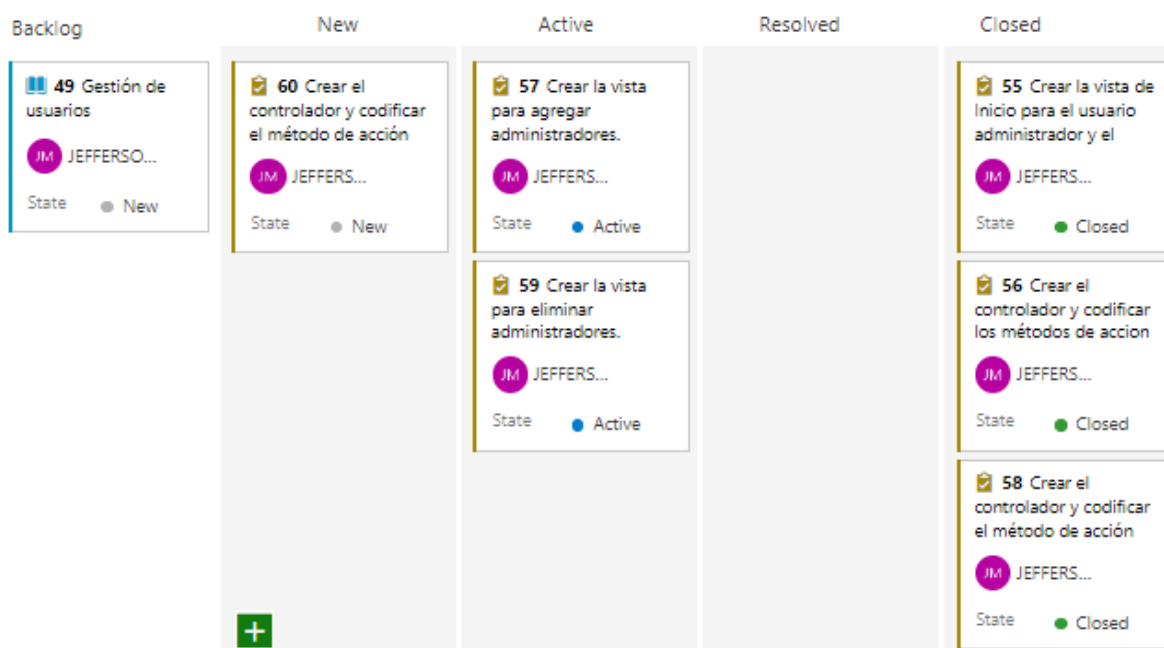 Backlog
New
Active
Resolved
Closed
49 Gestión de
usuarios
JM JEFFERSO...
State New
60 Crear el
controlador y codificar
el método de acción
JM JEFFERS...
State New
57 Crear la vista
para agregar
administradores.
JM JEFFERS...
State Active
59 Crear la vista
para eliminar
administradores.
JM JEFFERS...
State Active
55 Crear la vista de
Inicio para el usuario
administrador y el
JM JEFFERS...
State Closed
56 Crear el
controlador y codificar
los métodos de accion
JM JEFFERS...
State Closed
58 Crear el
controlador y codificar
el método de acción
JM JEFFERS...
State Closed